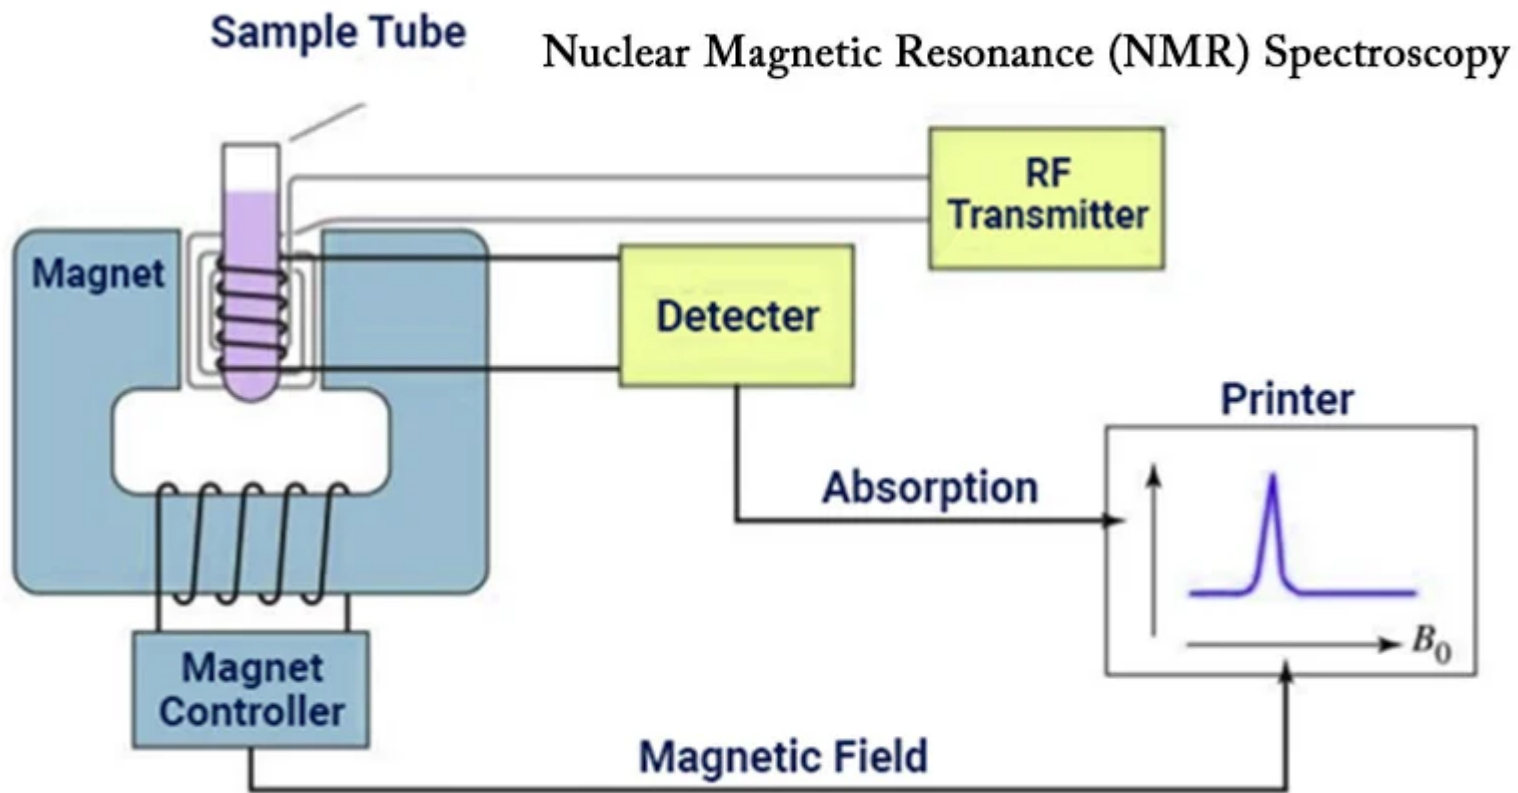 Sample Tube
Nuclear Magnetic Resonance (NMR) Spectroscopy
RF
Transmitter
Magnet
Detecter
Printer
Absorption
B₀
Magnet
Controller
Magnetic Field